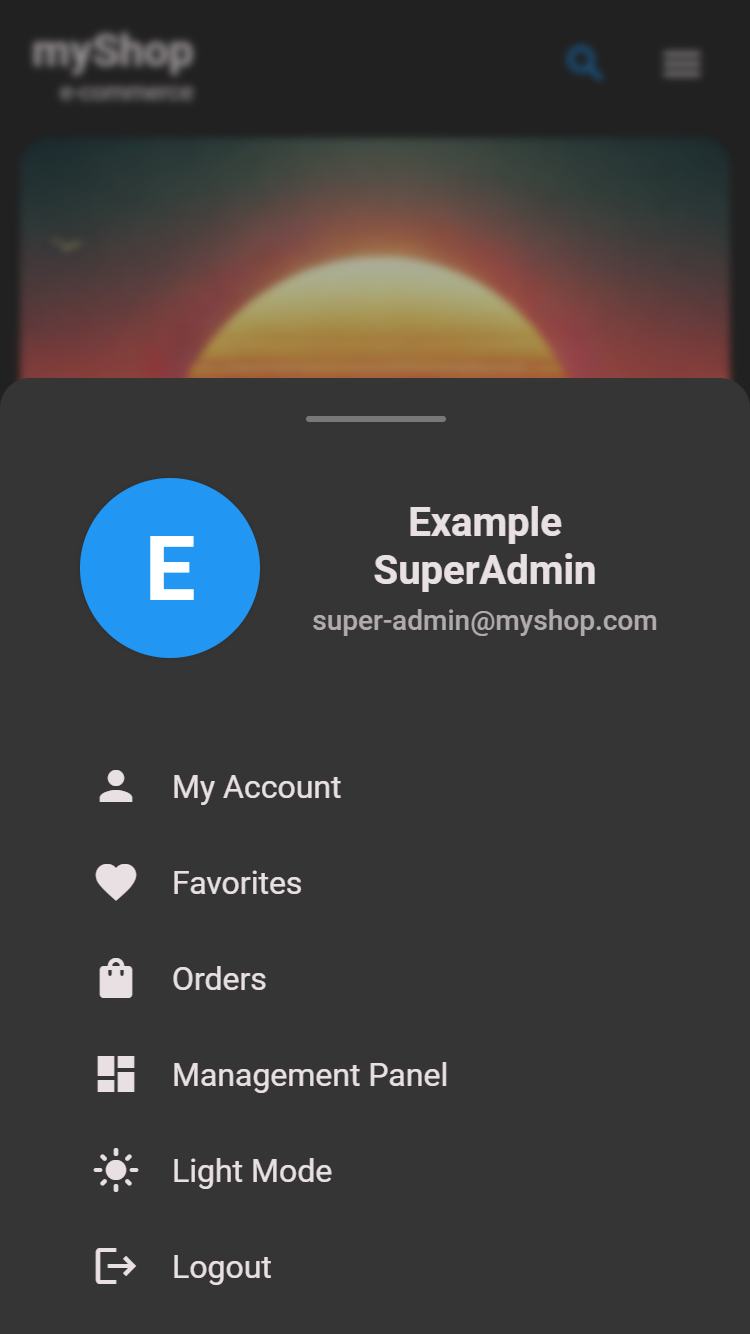 myShop
e-commerce
E
Example
SuperAdmin
super-admin@myshop.com
My Account
Favorites
Orders
Management Panel
Light Mode
Logout